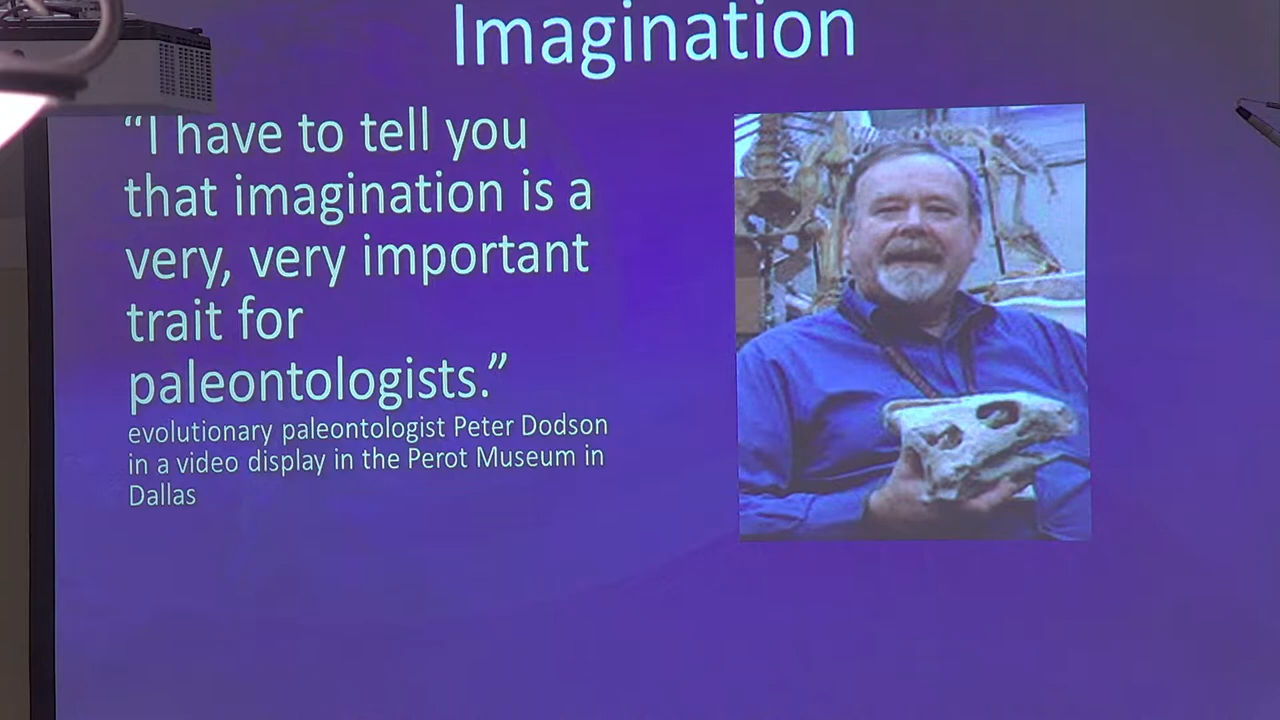 Imagination
“I have to tell you
that imagination is a
very, very important
trait for
paleontologists.”
evolutionary paleontologist Peter Dodson
in a video display in the Perot Museum in
Dallas